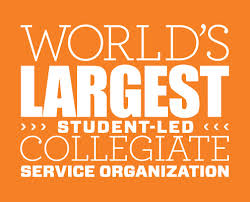 WORLD'S
LARGEST
››› STUDENT-LED ‹‹‹
COLLEGIATE
SERVICE ORGANIZATION